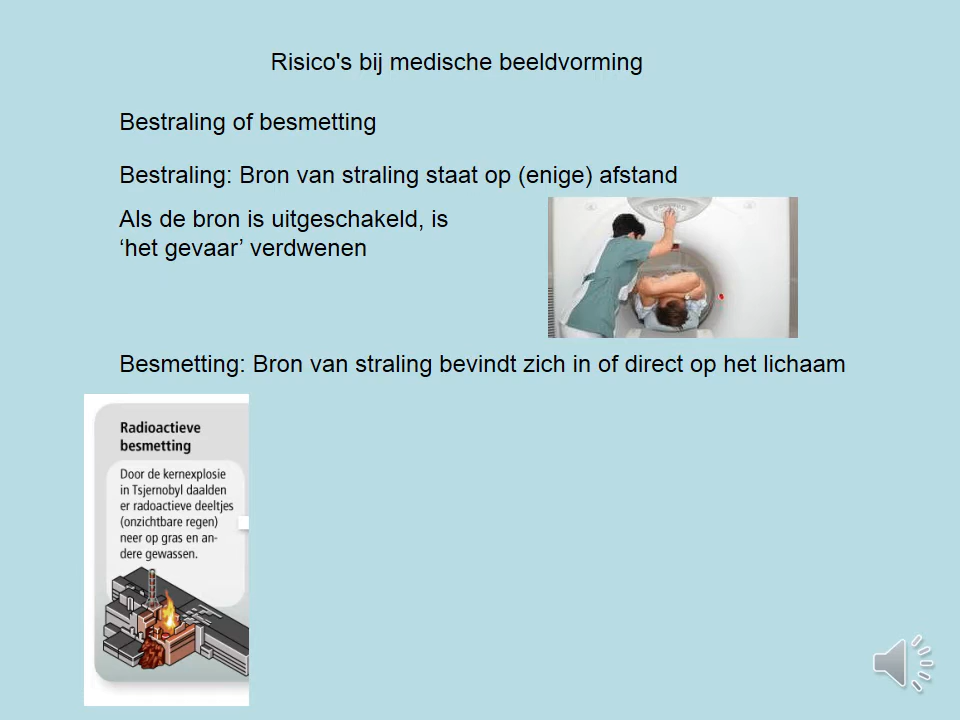 Risico's bij medische beeldvorming
Bestraling of besmetting
Bestraling: Bron van straling staat op (enige) afstand
Als de bron is uitgeschakeld, is
‘het gevaar’ verdwenen
Besmetting: Bron van straling bevindt zich in of direct op het lichaam
Radioactieve
besmetting
Door de kernexplosie
in Tsjernobyl daalden
er radoactieve deeltjes
(onzichtbare regen)
neer op gras en an-
dere gewassen.